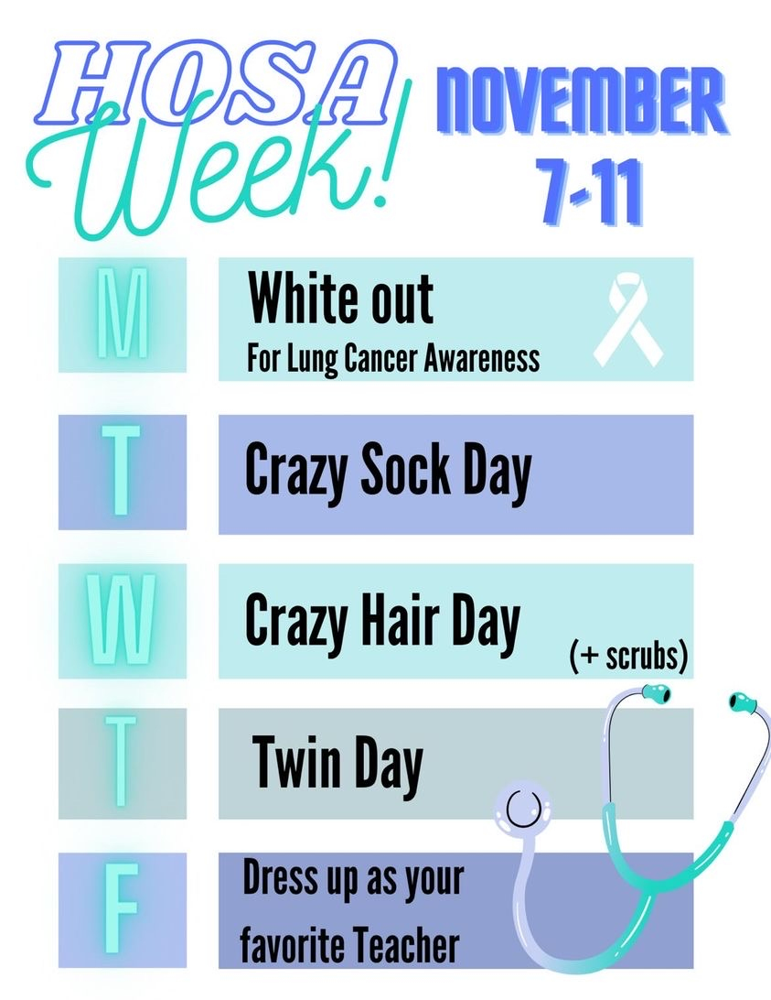 HOSA
Week!
NOVEMBER
7-11
M
White out
For Lung Cancer Awareness
T
Crazy Sock Day
W
Crazy Hair Day
(+ scrubs)
T
Twin Day
F
Dress up as your
favorite Teacher